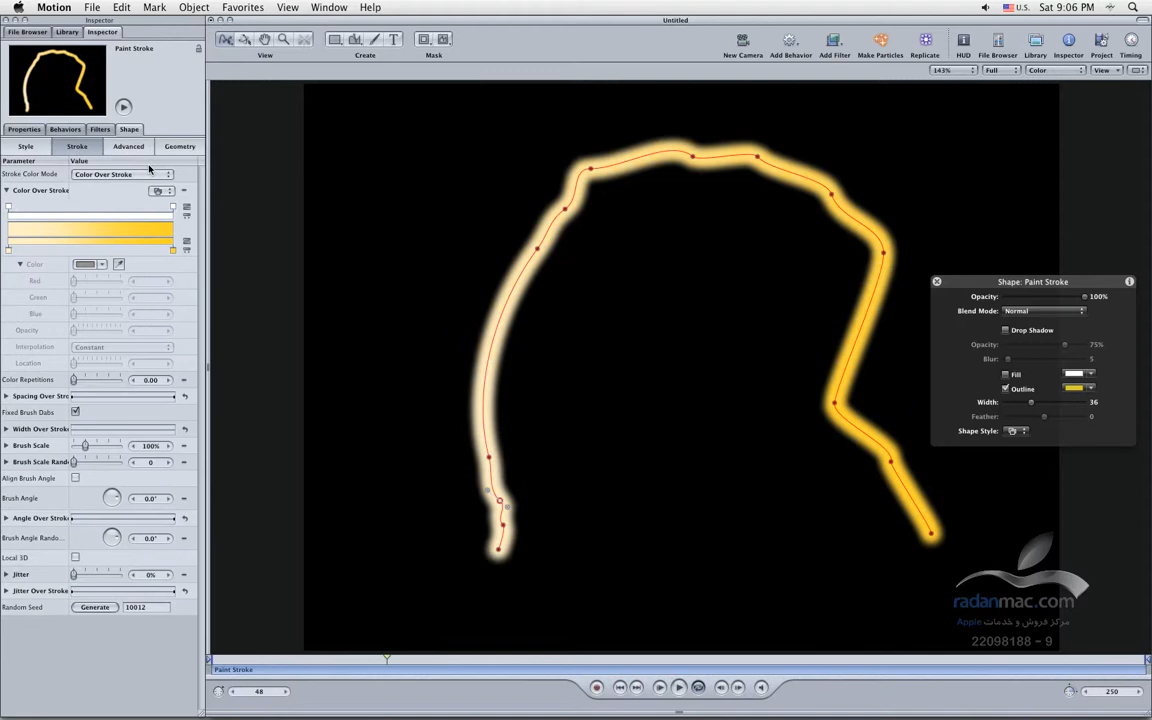 Motion File Edit Mark Object Favorites View Window Help U.S. Sat 9:06 PM
Inspector Untitled
File Browser Library Inspector
Paint Stroke
View Create Mask New Camera Add Behavior Add Filter Make Particles Replicate HUD File Browser Library Inspector Project Timing
143% Full Color View
Properties Behaviors Filters Shape
Style Stroke Advanced Geometry
Parameter Value
Stroke Color Mode Color Over Stroke
Color Over Stroke
Color
Red
Green
Blue
Opacity
Interpolation Constant
Location
Color Repetitions 0.00
Spacing Over Stro
Fixed Brush Dabs
Width Over Stroke
Brush Scale 100%
Brush Scale Rand 0
Align Brush Angle
Brush Angle 0.0°
Angle Over Stroke
Brush Angle Rando... 0.0°
Local 3D
Jitter 0%
Jitter Over Stroke
Random Seed Generate 10012
Shape: Paint Stroke
Opacity: 100%
Blend Mode: Normal
Drop Shadow
Opacity: 75%
Blur: 5
Fill
Outline
Width: 36
Feather: 0
Shape Style:
radanmac.com
مرکز فروش و خدمات Apple
22098188 - 9
Paint Stroke
48 250